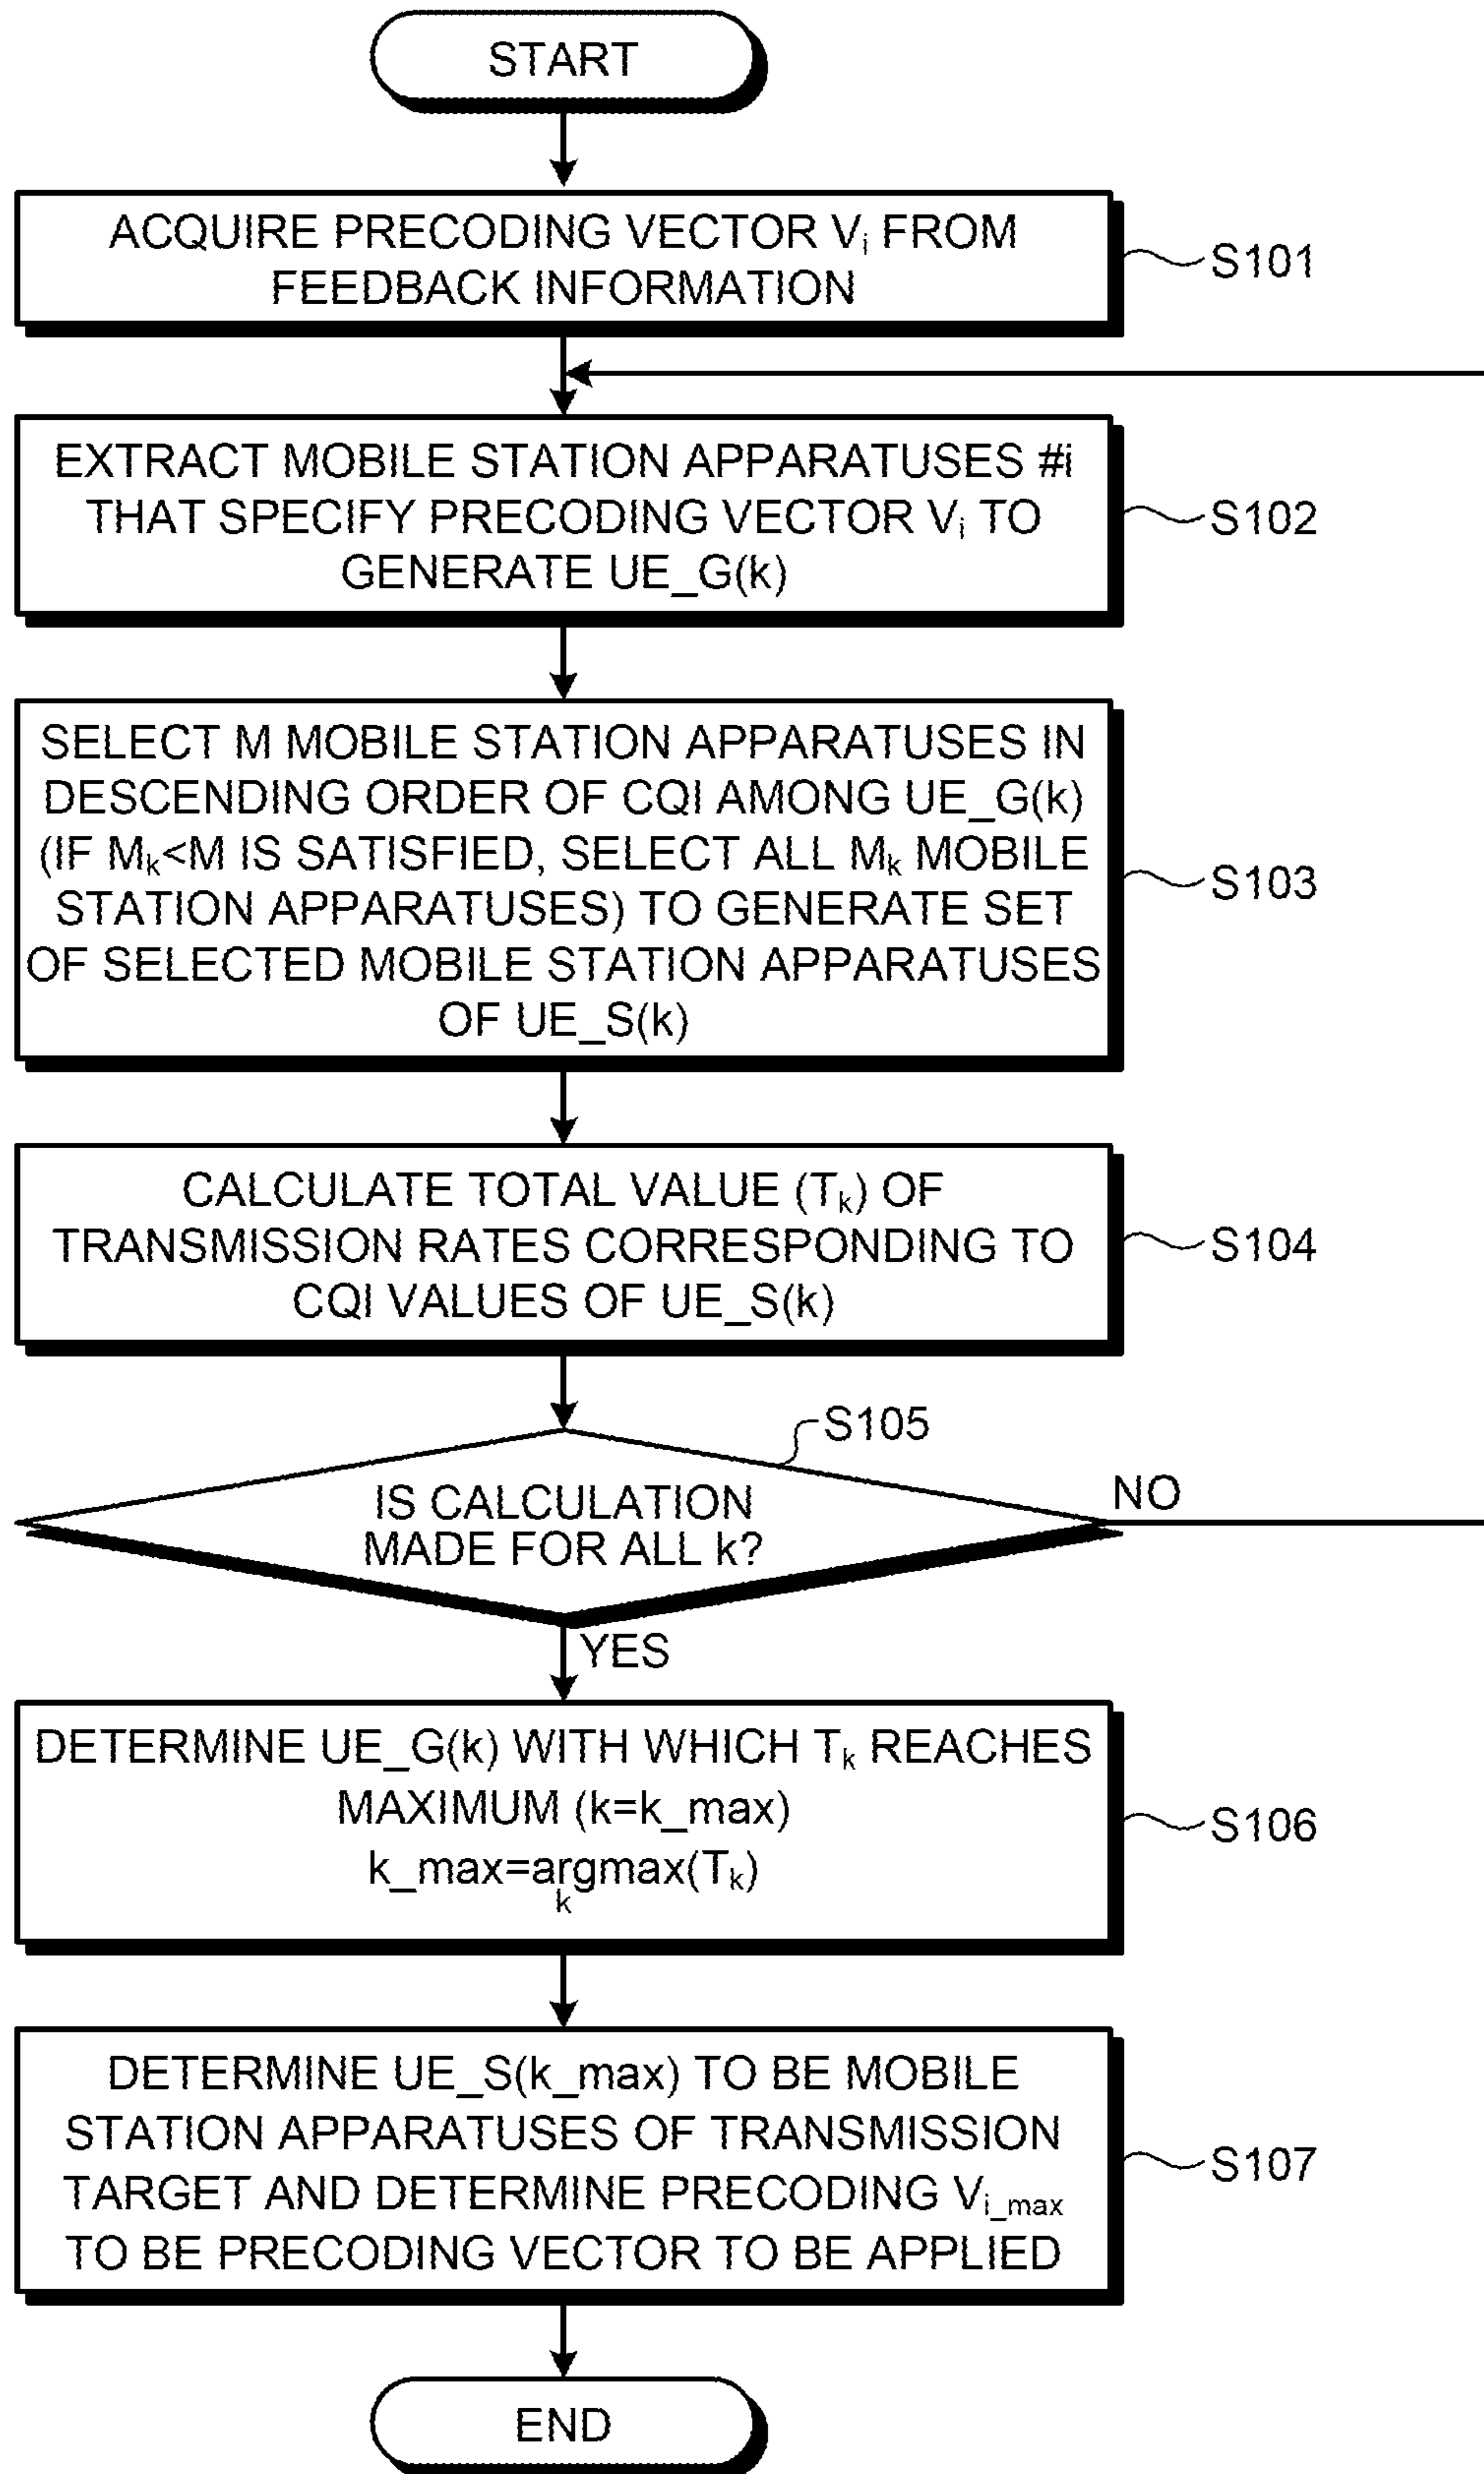 START
ACQUIRE PRECODING VECTOR Vi FROM
FEEDBACK INFORMATION
S101
EXTRACT MOBILE STATION APPARATUSES #i
THAT SPECIFY PRECODING VECTOR Vi TO
GENERATE UE_G(k)
S102
SELECT M MOBILE STATION APPARATUSES IN
DESCENDING ORDER OF CQI AMONG UE_G(k)
(IF Mk<M IS SATISFIED, SELECT ALL Mk MOBILE
STATION APPARATUSES) TO GENERATE SET
OF SELECTED MOBILE STATION APPARATUSES
OF UE_S(k)
S103
CALCULATE TOTAL VALUE (Tk) OF
TRANSMISSION RATES CORRESPONDING TO
CQI VALUES OF UE_S(k)
S104
S105
IS CALCULATION
MADE FOR ALL k?
NO
YES
DETERMINE UE_G(k) WITH WHICH Tk REACHES
MAXIMUM (k=k_max)
k_max=argmax(Tk)
k
S106
DETERMINE UE_S(k_max) TO BE MOBILE
STATION APPARATUSES OF TRANSMISSION
TARGET AND DETERMINE PRECODING Vi_max
TO BE PRECODING VECTOR TO BE APPLIED
S107
END